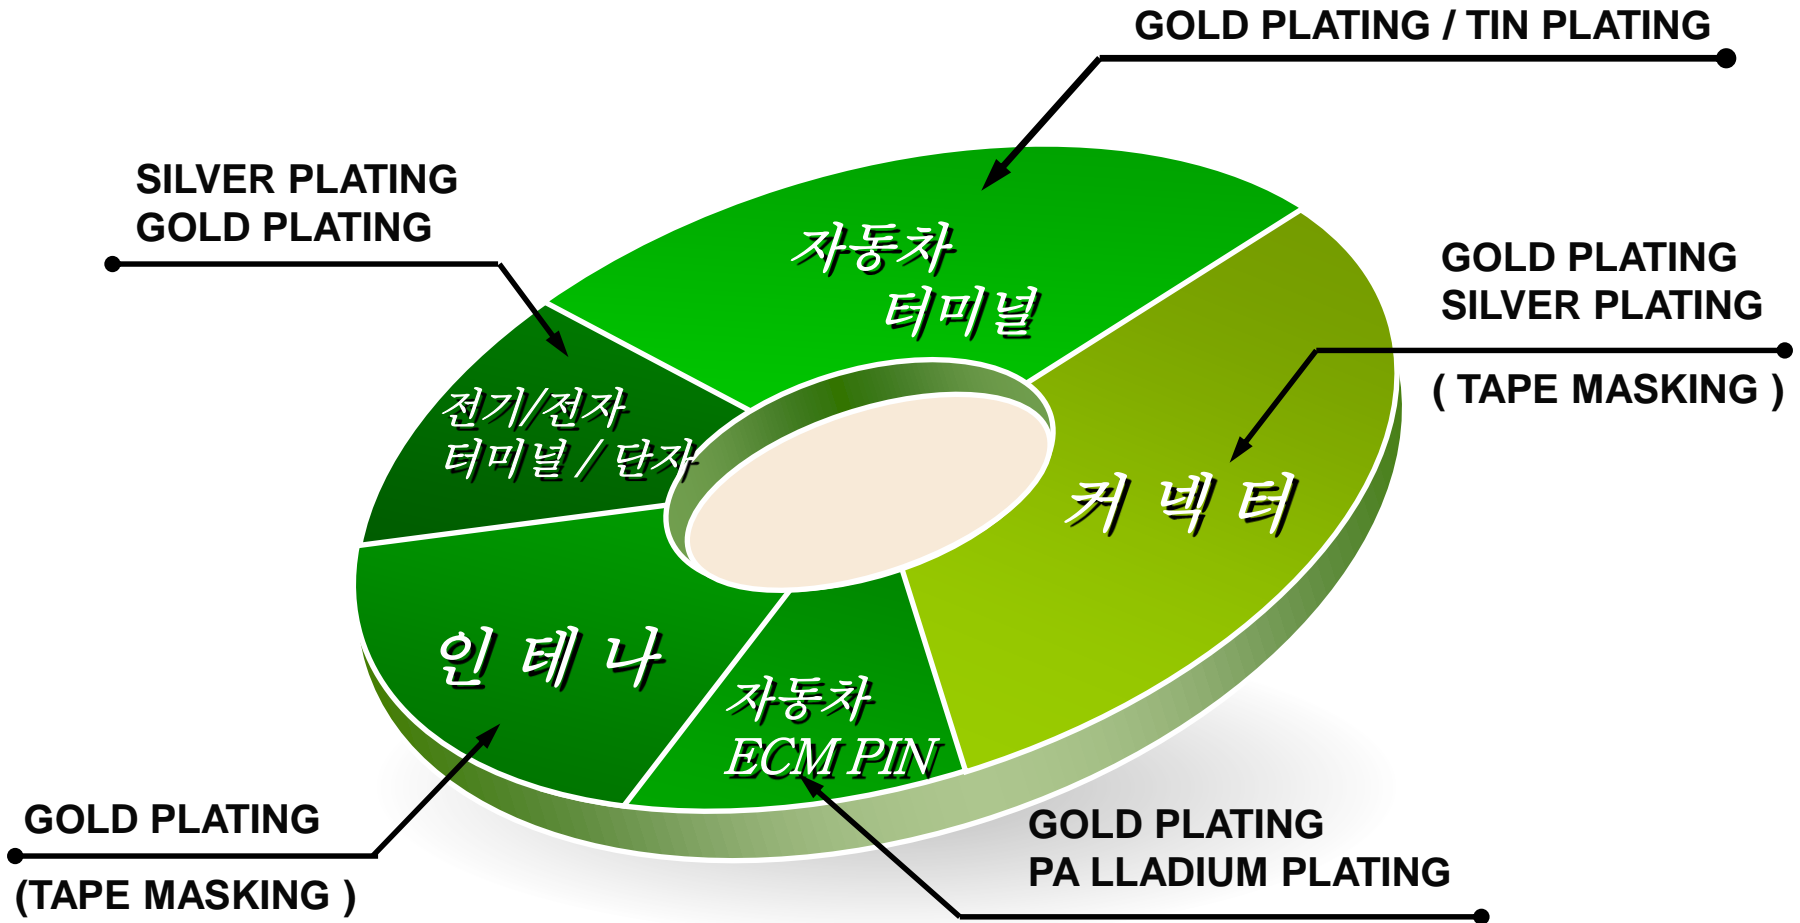 GOLD PLATING / TIN PLATING
SILVER PLATING
GOLD PLATING
자동차
터미널
GOLD PLATING
SILVER PLATING
( TAPE MASKING )
전기/전자
터미널 / 단자
커 넥 터
인 테 나
자동차
ECM PIN
GOLD PLATING
(TAPE MASKING )
GOLD PLATING
PA LLADIUM PLATING